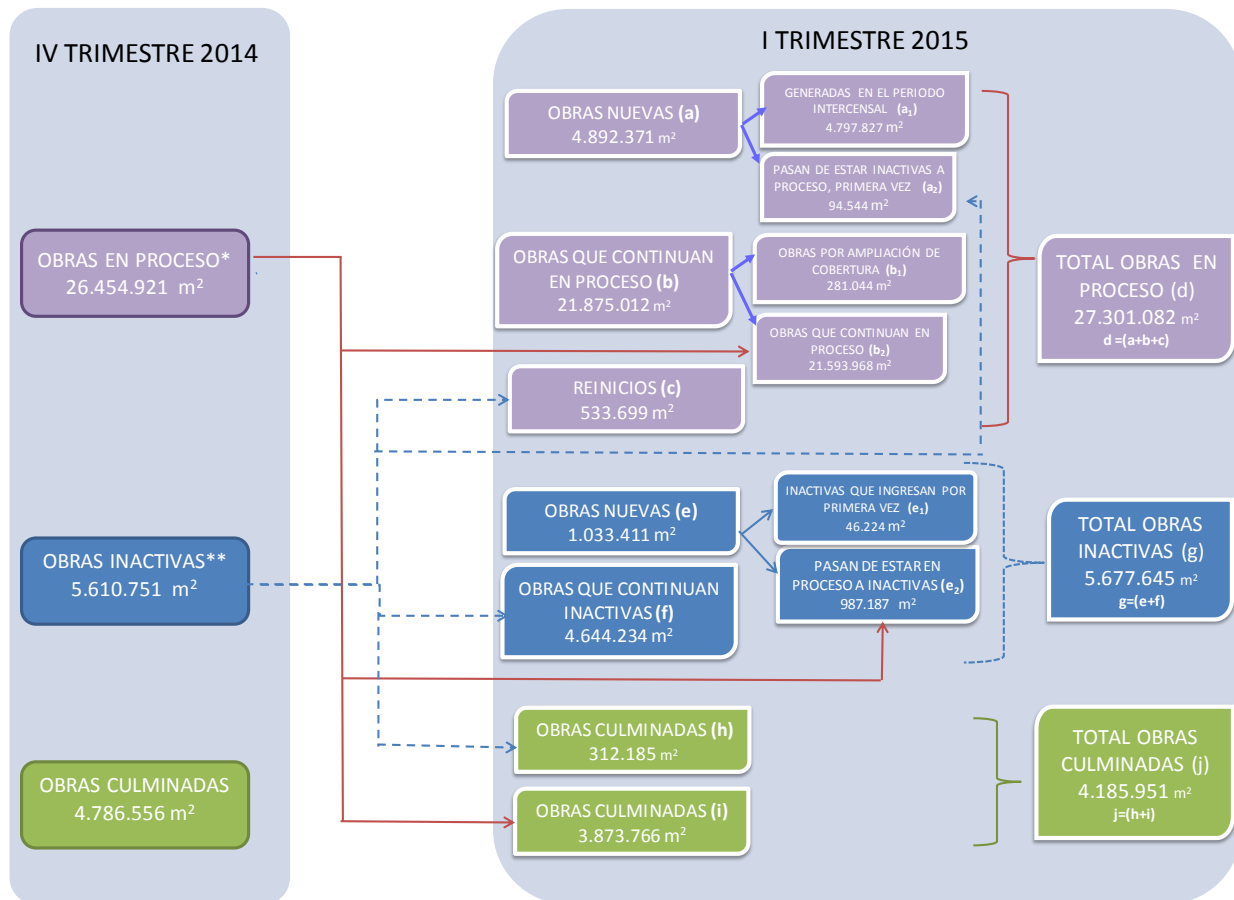 IV TRIMESTRE 2014
OBRAS EN PROCESO*
26.454.921 m²
OBRAS INACTIVAS**
5.610.751 m²
OBRAS CULMINADAS
4.786.556 m²
I TRIMESTRE 2015
OBRAS NUEVAS (a)
4.892.371 m²
GENERADAS EN EL PERIODO
INTERCENSAL (a₁)
4.797.827 m²
PASAN DE ESTAR INACTIVAS A
PROCESO, PRIMERA VEZ (a₂)
94.544 m²
OBRAS QUE CONTINUAN
EN PROCESO (b)
21.875.012 m²
OBRAS POR AMPLIACIÓN DE
COBERTURA (b₁)
281.044 m²
OBRAS QUE CONTINUAN EN
PROCESO (b₂)
21.593.968 m²
REINICIOS (c)
533.699 m²
TOTAL OBRAS EN
PROCESO (d)
27.301.082 m²
d =(a+b+c)
OBRAS NUEVAS (e)
1.033.411 m²
INACTIVAS QUE INGRESAN POR
PRIMERA VEZ (e₁)
46.224 m²
PASAN DE ESTAR EN
PROCESO A INACTIVAS (e₂)
987.187 m²
OBRAS QUE CONTINUAN
INACTIVAS (f)
4.644.234 m²
TOTAL OBRAS
INACTIVAS (g)
5.677.645 m²
g=(e+f)
OBRAS CULMINADAS (h)
312.185 m²
OBRAS CULMINADAS (i)
3.873.766 m²
TOTAL OBRAS
CULMINADAS (j)
4.185.951 m²
j=(h+i)